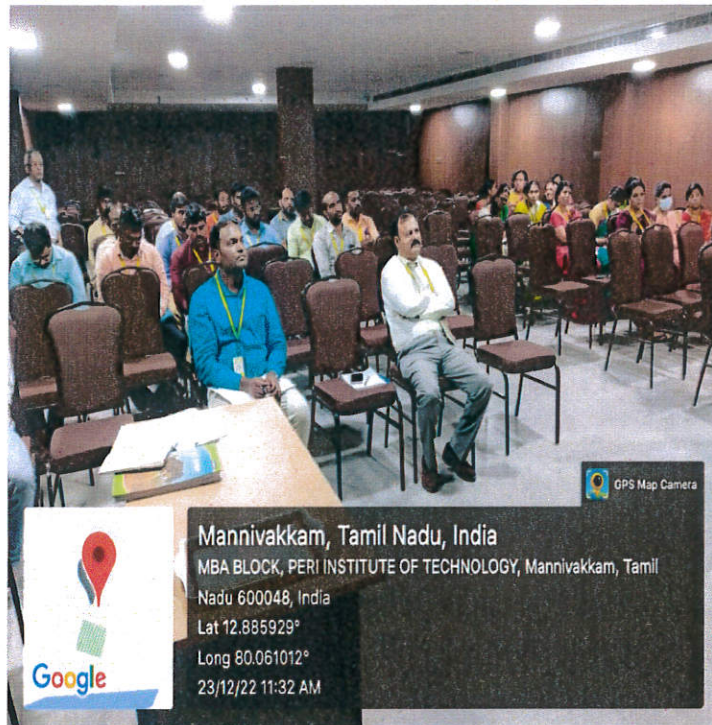 GPS Map Camera
Mannivakkam, Tamil Nadu, India
MBA BLOCK, PERI INSTITUTE OF TECHNOLOGY, Mannivakkam, Tamil
Nadu 600048, India
Lat 12.885929°
Long 80.061012°
23/12/22 11:32 AM
Google